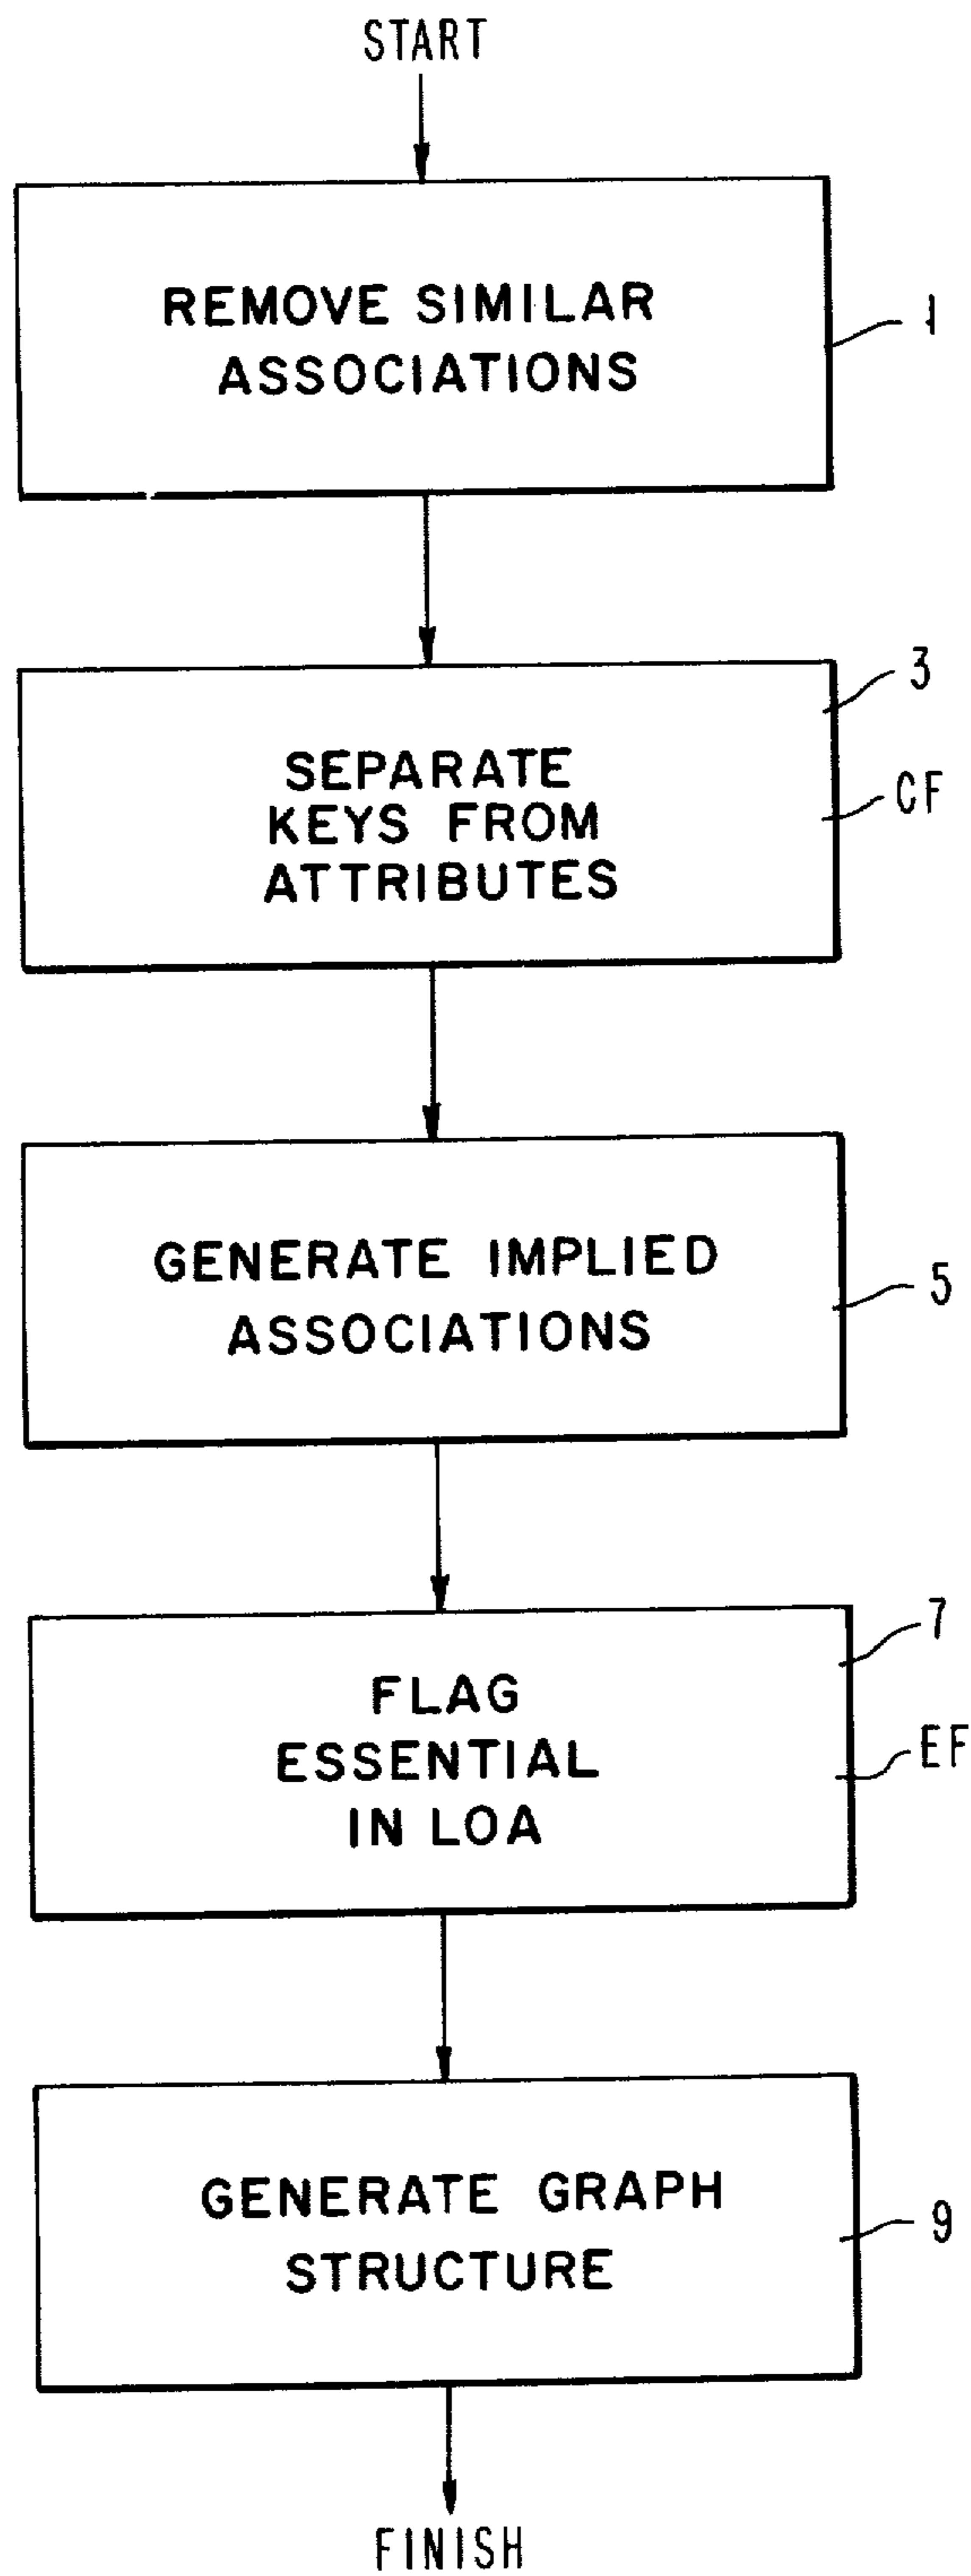 START
REMOVE SIMILAR
ASSOCIATIONS
1
SEPARATE
KEYS FROM
ATTRIBUTES
3
CF
GENERATE IMPLIED
ASSOCIATIONS
5
FLAG
ESSENTIAL
IN LOA
7
EF
GENERATE GRAPH
STRUCTURE
9
FINISH